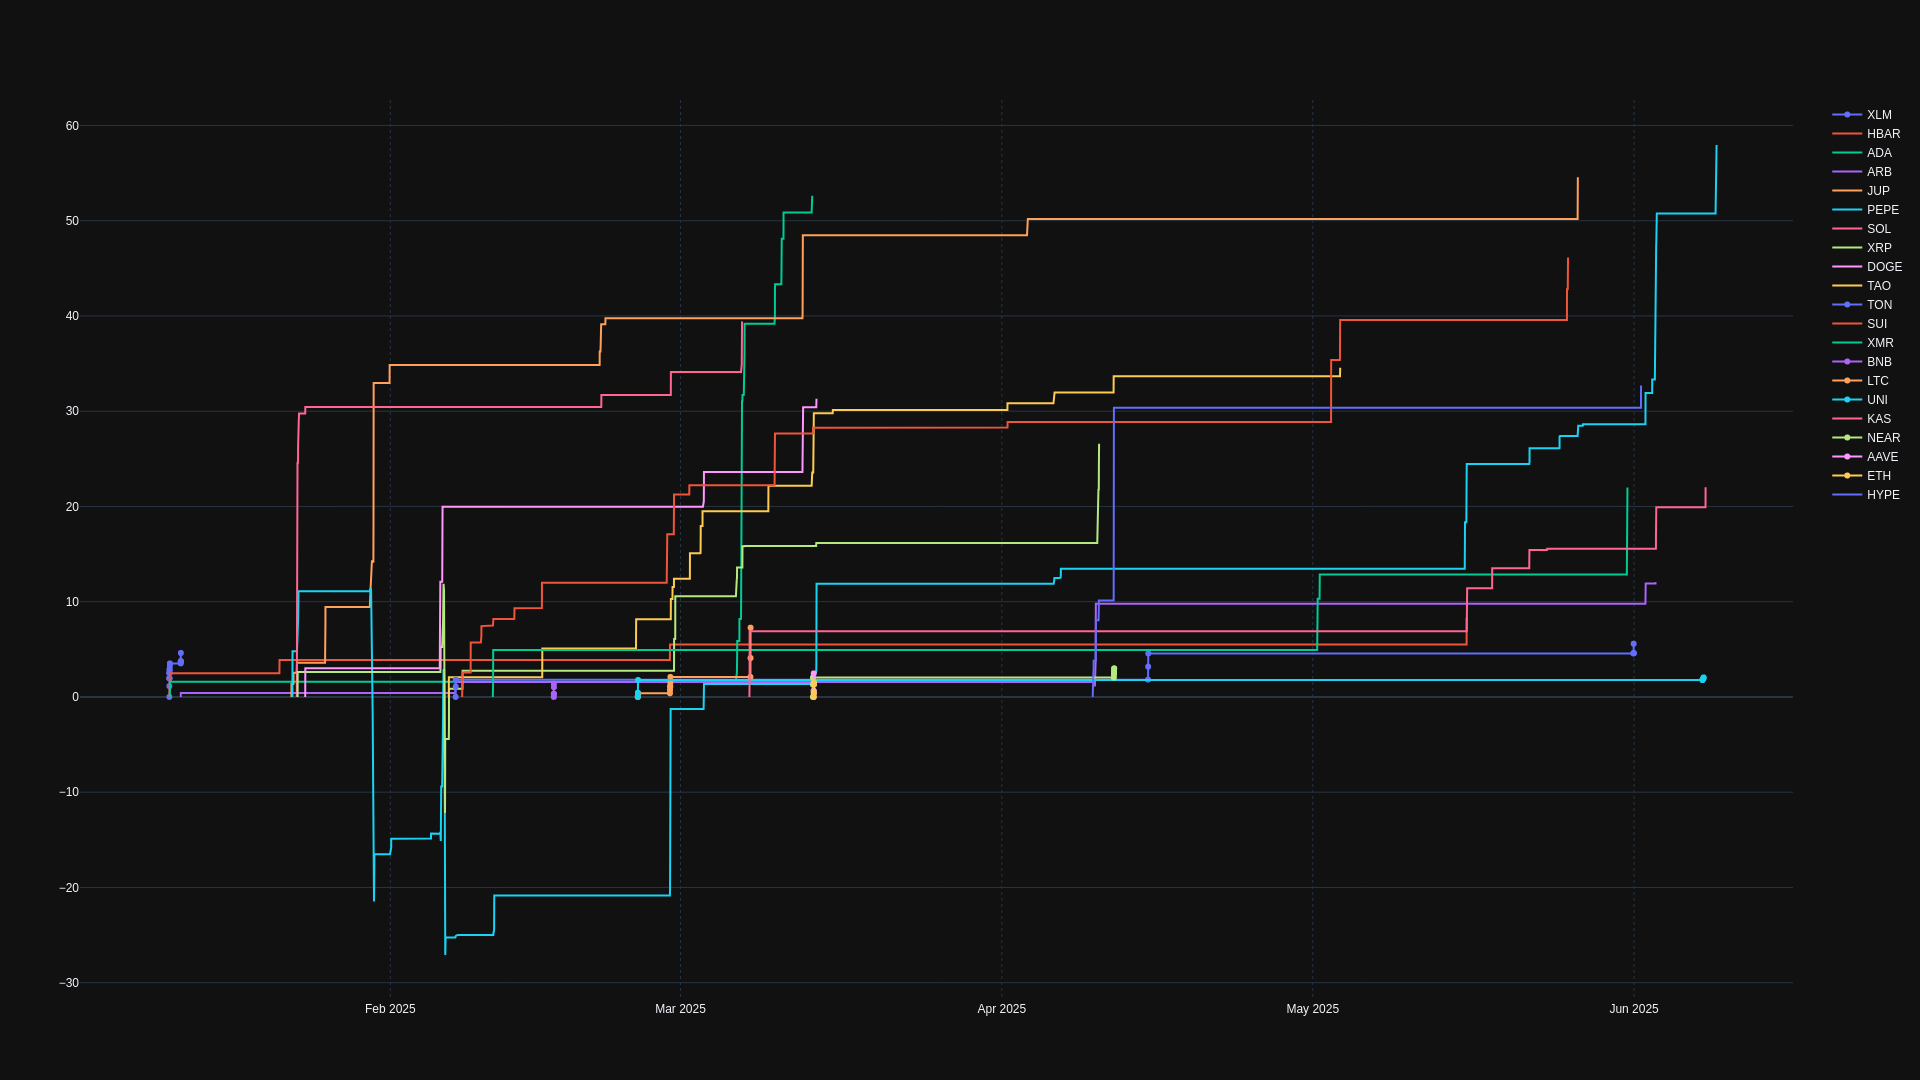 60
50
40
30
20
10
0
−10
−20
−30
Feb 2025
Mar 2025
Apr 2025
May 2025
Jun 2025
XLM
HBAR
ADA
ARB
JUP
PEPE
SOL
XRP
DOGE
TAO
TON
SUI
XMR
BNB
LTC
UNI
KAS
NEAR
AAVE
ETH
HYPE